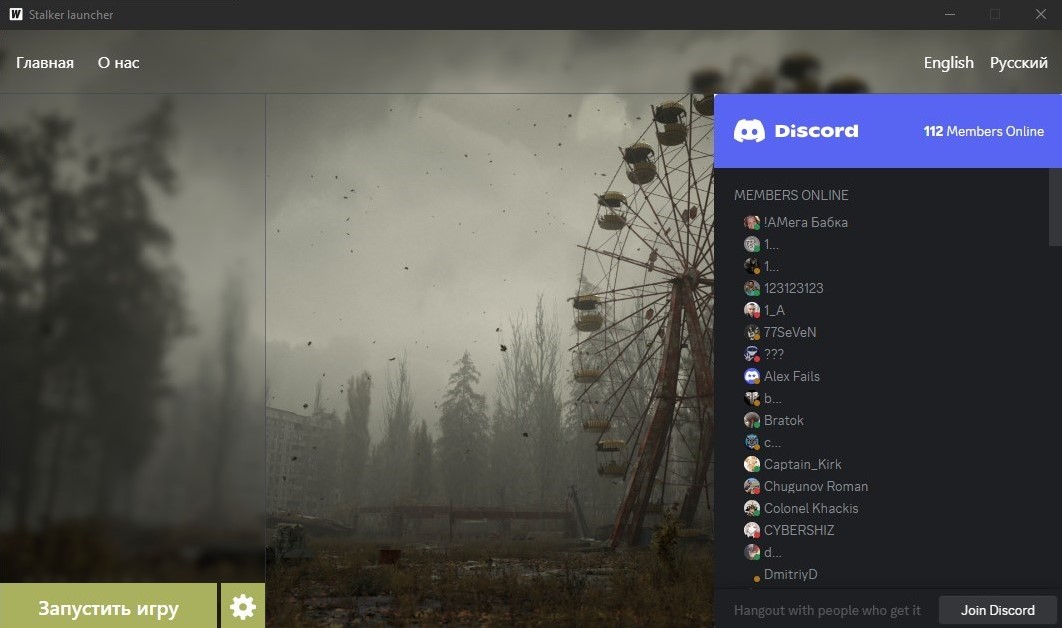 Stalker launcher
Главная О нас English Русский
Discord 112 Members Online
MEMBERS ONLINE
!АМега Бабка
1...
1...
123123123
1_A
77SeVeN
???
Alex Fails
b...
Bratok
c...
Captain_Kirk
Chugunov Roman
Colonel Khackis
CYBERSHIZ
d...
DmitriyD
Запустить игру
Hangout with people who get it Join Discord